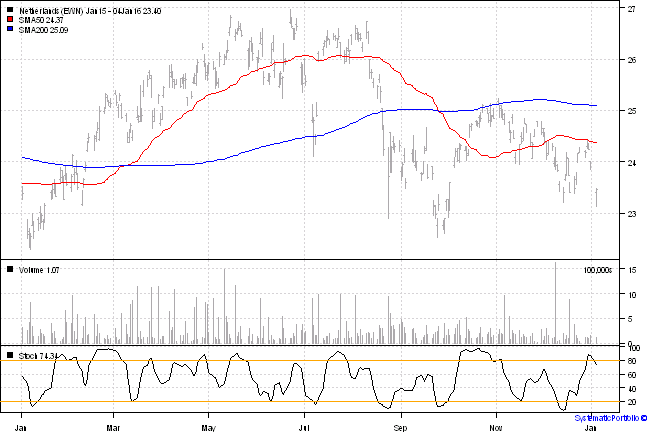 Netherlands (EWN) Jan 15 - 04Jan16 23.40
SMA50 24.37
SMA200 25.09
27
26
25
24
23
Volume 1.07
100,000s
15
10
5
0
Stoch 74.34
100
80
60
40
20
Jan
Mar
May
Jul
Sep
Nov
Jan
SystematicPortfolio ©